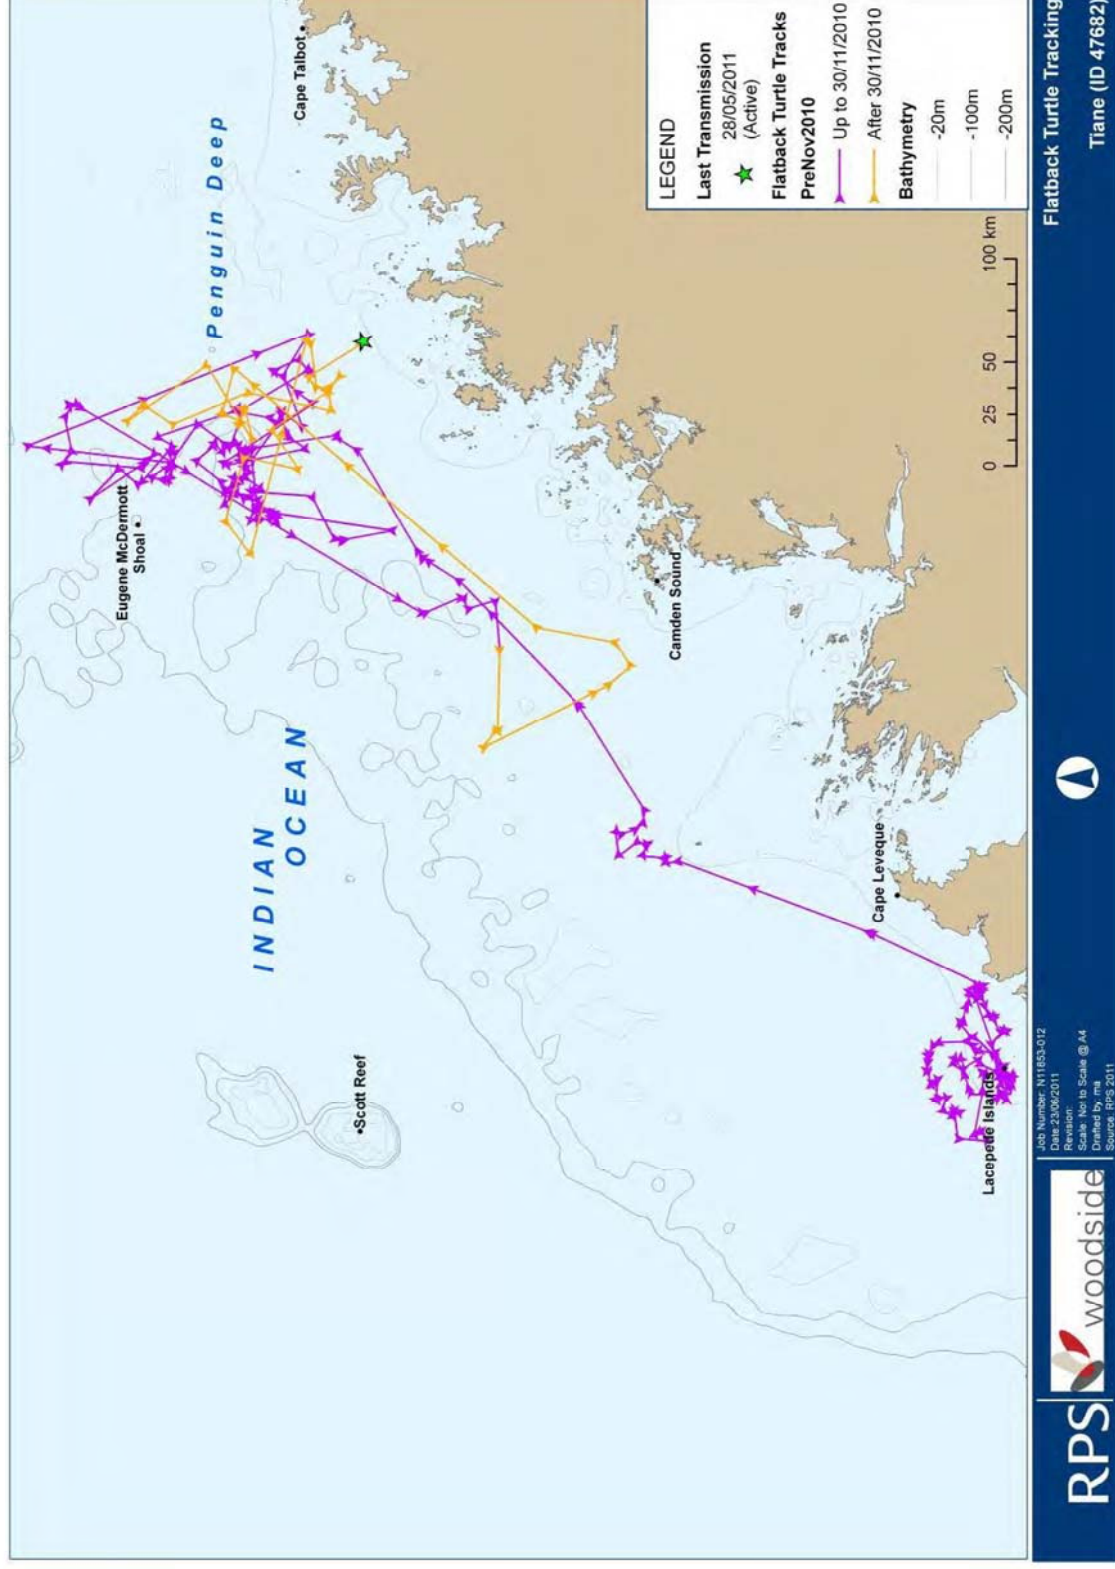 Cape Talbot
Penguin Deep
Eugene McDermott
Shoal
INDIAN
OCEAN
Camden Sound
Scott Reef
Cape Leveque
Lacepede Islands
LEGEND
Last Transmission
28/05/2011
(Active)
Flatback Turtle Tracks
PreNov2010
Up to 30/11/2010
After 30/11/2010
Bathymetry
-20m
-100m
-200m
0 25 50 100 km
RPS
woodside
Job Number: N11853-012
Date:23/06/2011
Revision:
Scale: Not to Scale @ A4
Drafted by: ma
Source: RPS 2011
Flatback Turtle Tracking
Tiane (ID 47682)